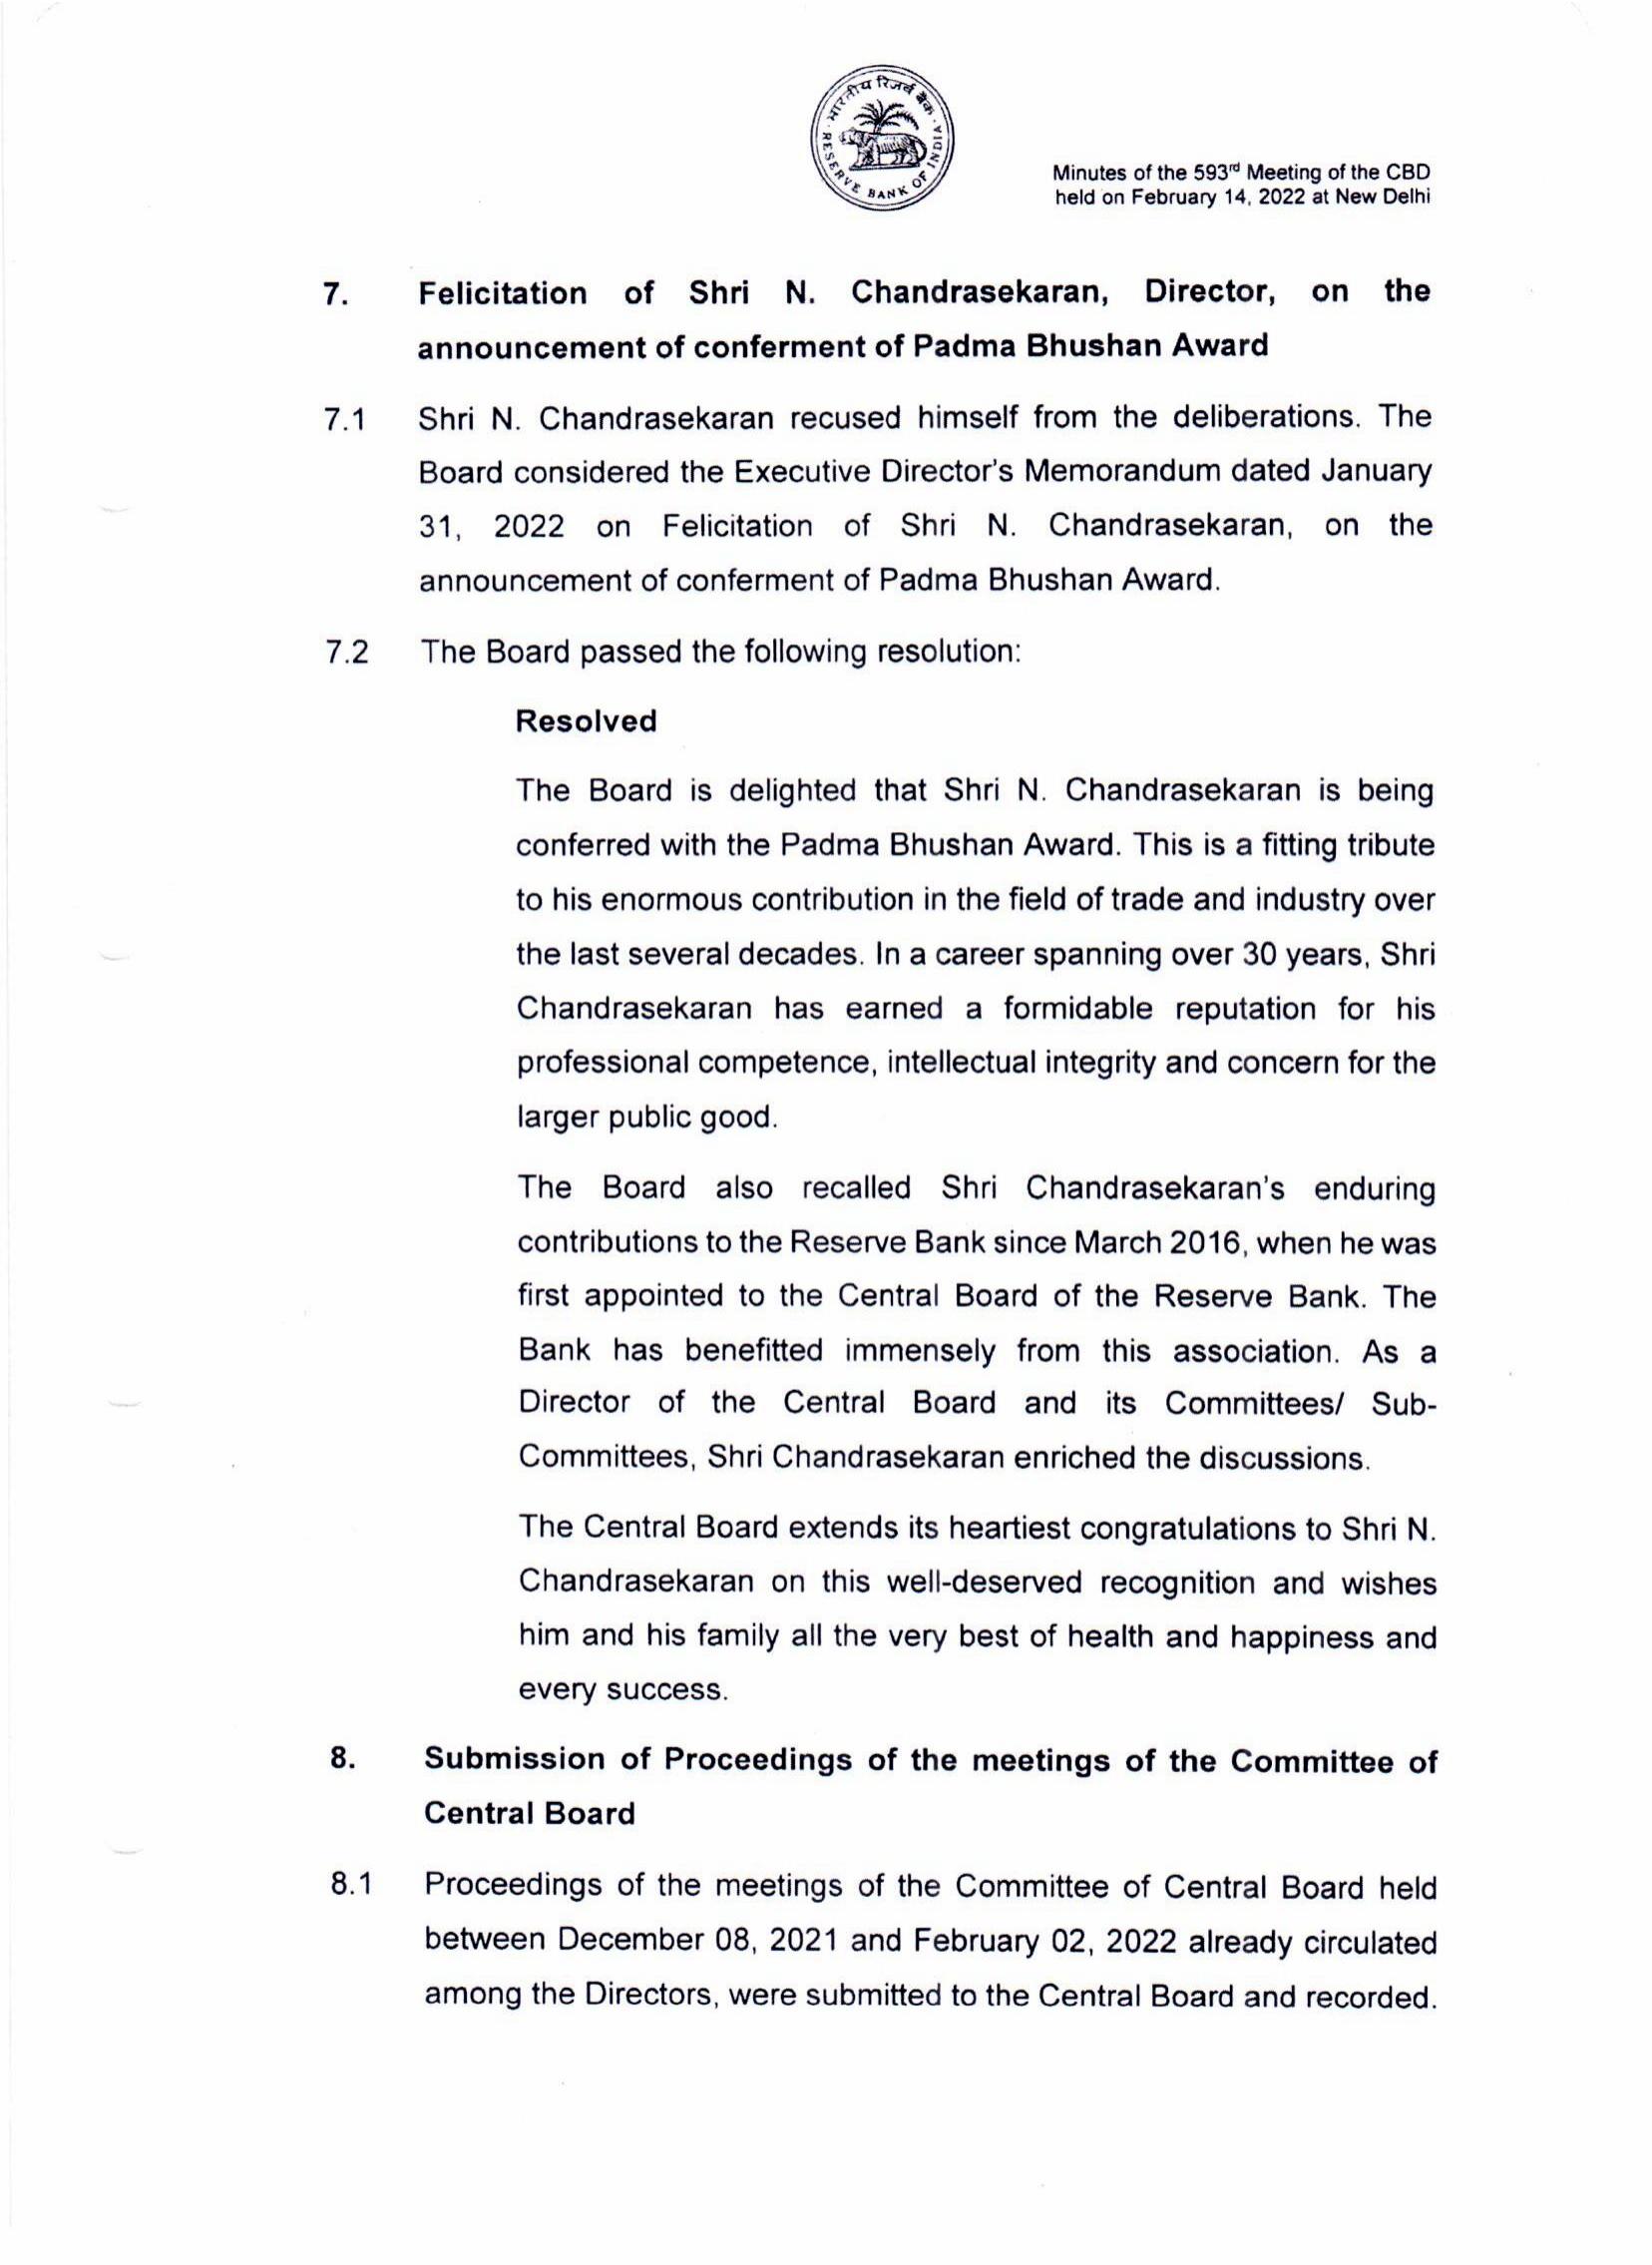 भारतीय रिज़र्व बैंक
RESERVE BANK OF INDIA
Minutes of the 593rd Meeting of the CBD
held on February 14, 2022 at New Delhi
7. Felicitation of Shri N. Chandrasekaran, Director, on the
announcement of conferment of Padma Bhushan Award
7.1 Shri N. Chandrasekaran recused himself from the deliberations. The
Board considered the Executive Director's Memorandum dated January
31, 2022 on Felicitation of Shri N. Chandrasekaran, on the
announcement of conferment of Padma Bhushan Award.
7.2 The Board passed the following resolution:
Resolved
The Board is delighted that Shri N. Chandrasekaran is being
conferred with the Padma Bhushan Award. This is a fitting tribute
to his enormous contribution in the field of trade and industry over
the last several decades. In a career spanning over 30 years, Shri
Chandrasekaran has earned a formidable reputation for his
professional competence, intellectual integrity and concern for the
larger public good.
The Board also recalled Shri Chandrasekaran's enduring
contributions to the Reserve Bank since March 2016, when he was
first appointed to the Central Board of the Reserve Bank. The
Bank has benefitted immensely from this association. As a
Director of the Central Board and its Committees/ Sub-
Committees, Shri Chandrasekaran enriched the discussions.
The Central Board extends its heartiest congratulations to Shri N.
Chandrasekaran on this well-deserved recognition and wishes
him and his family all the very best of health and happiness and
every success.
8. Submission of Proceedings of the meetings of the Committee of
Central Board
8.1 Proceedings of the meetings of the Committee of Central Board held
between December 08, 2021 and February 02, 2022 already circulated
among the Directors, were submitted to the Central Board and recorded.